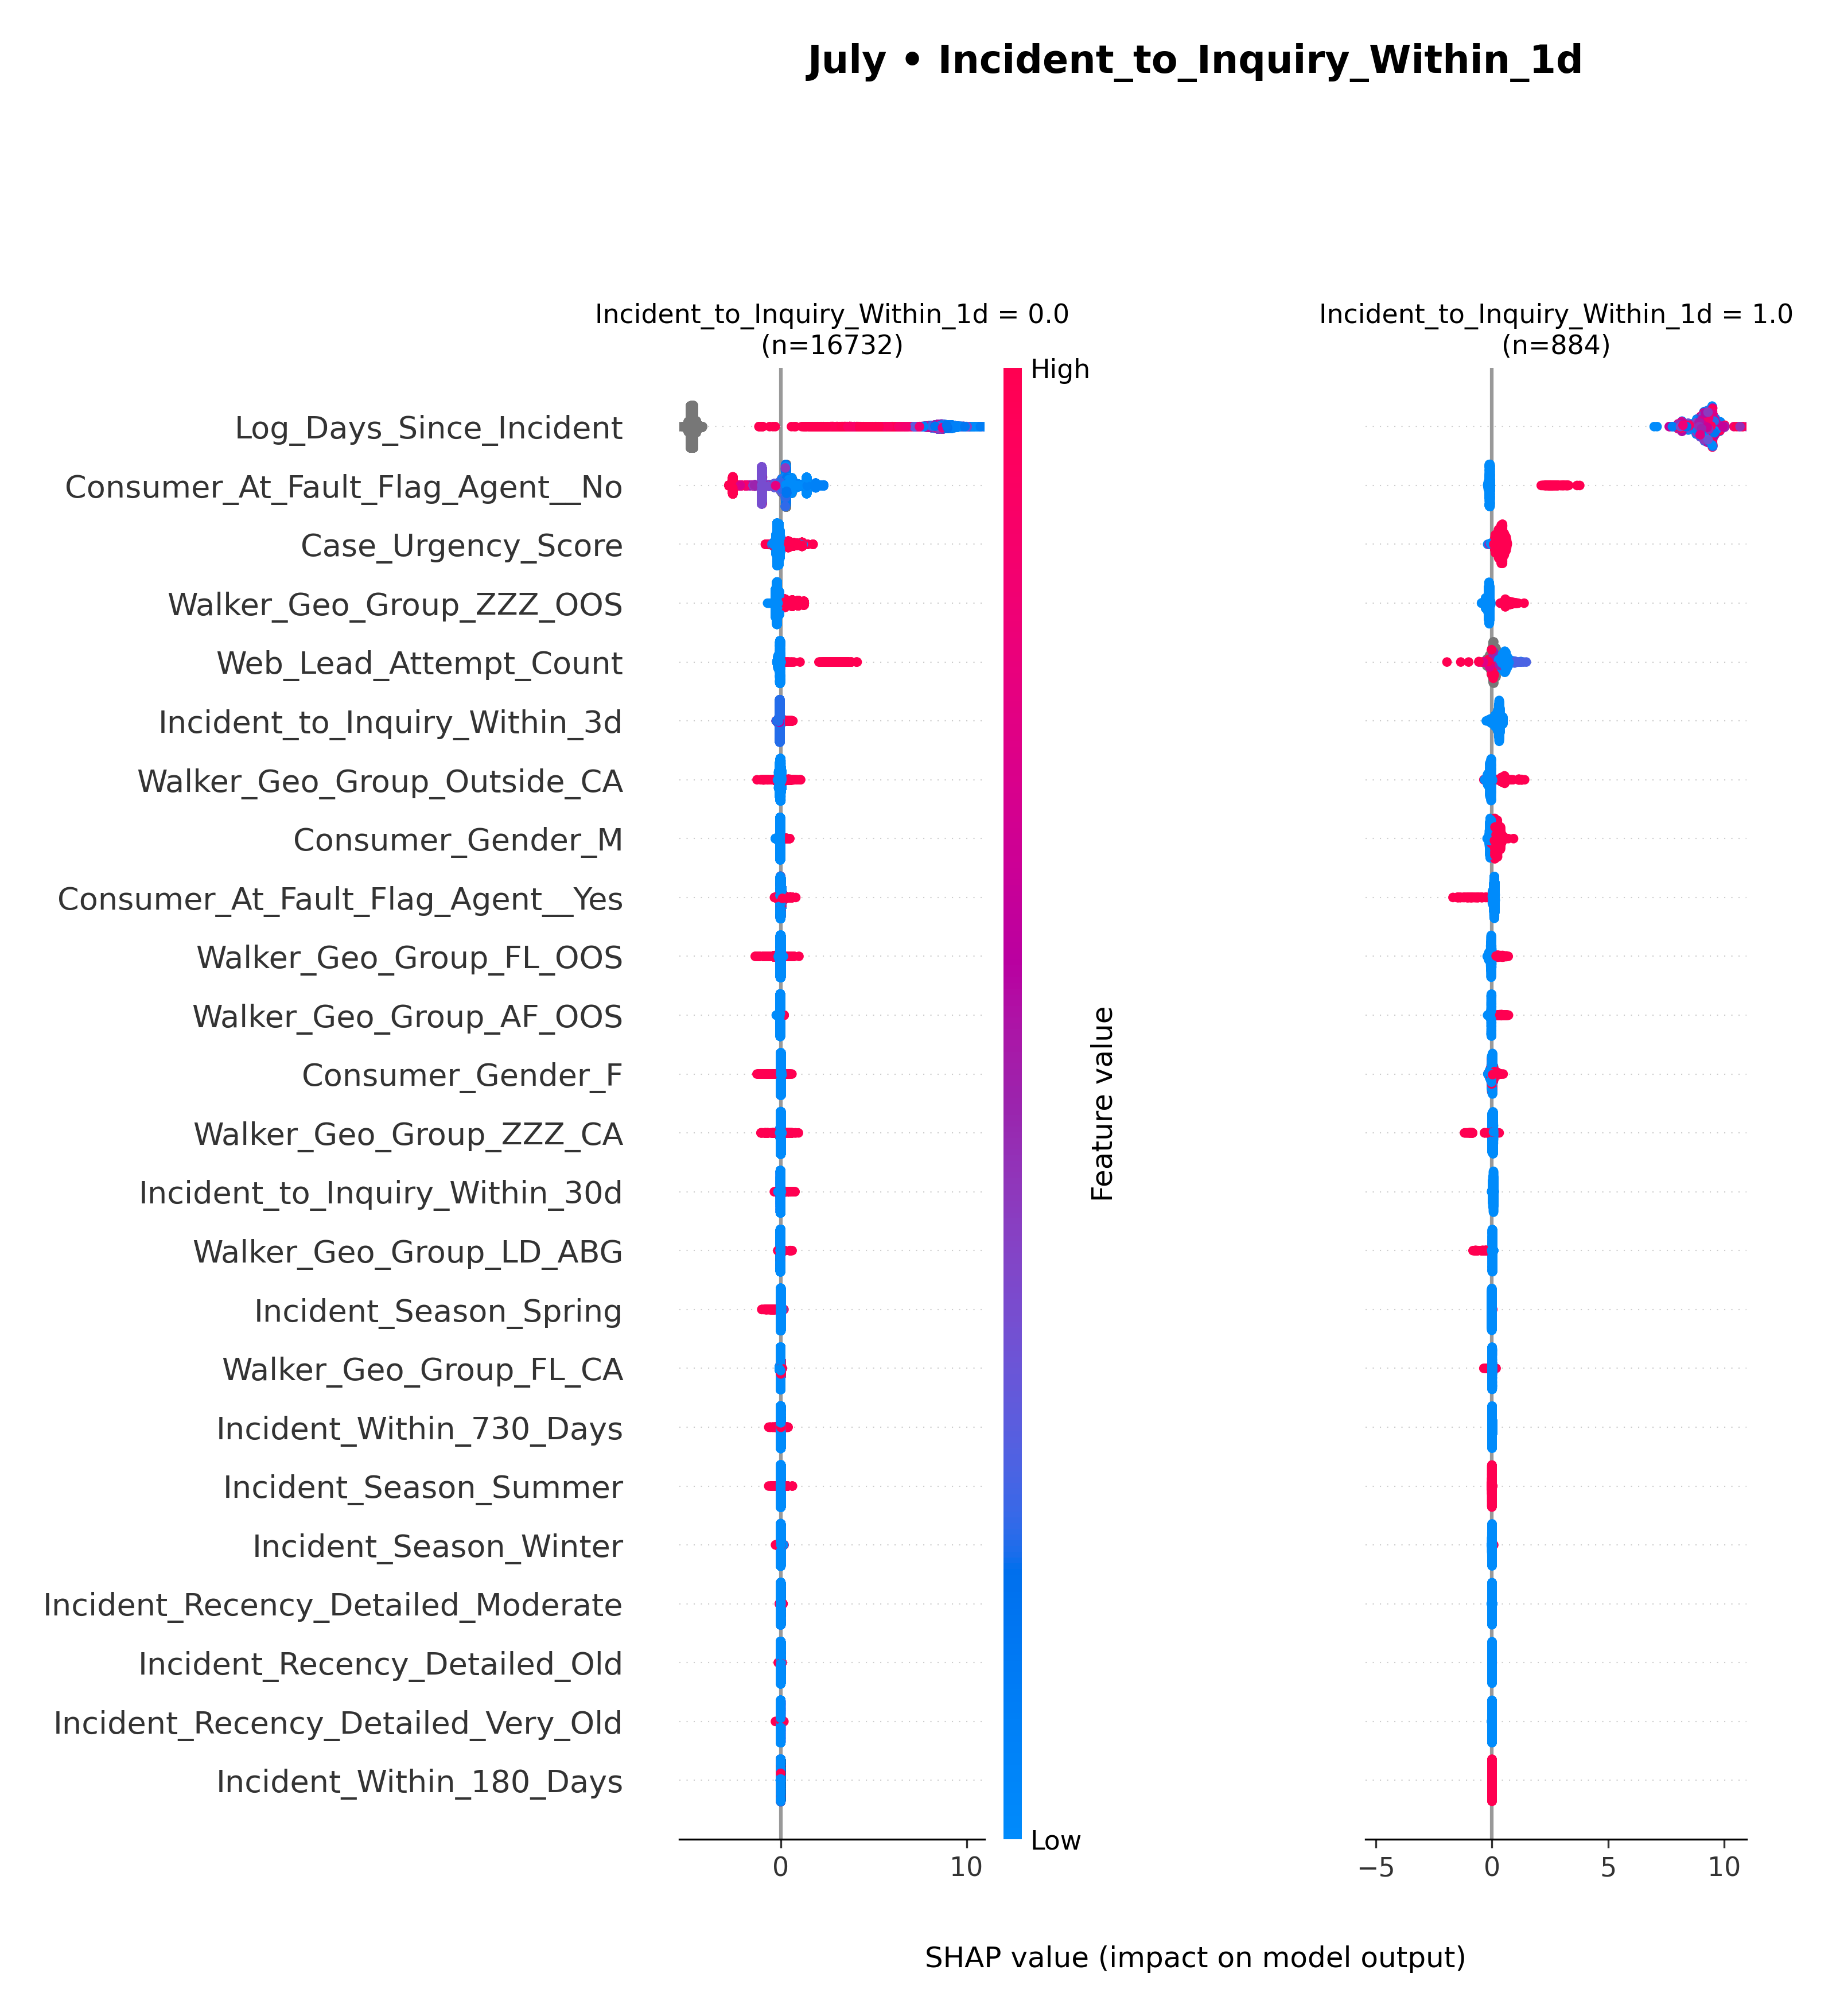 July • Incident_to_Inquiry_Within_1d
Incident_to_Inquiry_Within_1d = 0.0
(n=16732)
Incident_to_Inquiry_Within_1d = 1.0
(n=884)
High
Log_Days_Since_Incident
Consumer_At_Fault_Flag_Agent__No
Case_Urgency_Score
Walker_Geo_Group_ZZZ_OOS
Web_Lead_Attempt_Count
Incident_to_Inquiry_Within_3d
Walker_Geo_Group_Outside_CA
Consumer_Gender_M
Consumer_At_Fault_Flag_Agent__Yes
Walker_Geo_Group_FL_OOS
Walker_Geo_Group_AF_OOS
Consumer_Gender_F
Walker_Geo_Group_ZZZ_CA
Incident_to_Inquiry_Within_30d
Walker_Geo_Group_LD_ABG
Incident_Season_Spring
Walker_Geo_Group_FL_CA
Incident_Within_730_Days
Incident_Season_Summer
Incident_Season_Winter
Incident_Recency_Detailed_Moderate
Incident_Recency_Detailed_Old
Incident_Recency_Detailed_Very_Old
Incident_Within_180_Days
Feature value
Low
0 10
−5 0 5 10
SHAP value (impact on model output)